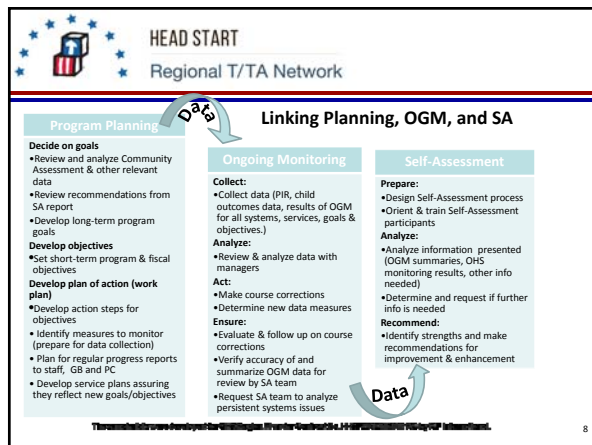 HEAD START
Regional T/TA Network
Linking Planning, OGM, and SA
Data
Program Planning
Decide on goals
•Review and analyze Community
Assessment & other relevant
data
•Review recommendations from
SA report
•Develop long-term program
goals
Develop objectives
•Set short-term program & fiscal
objectives
Develop plan of action (work
plan)
•Develop action steps for
objectives
• Identify measures to monitor
(prepare for data collection)
• Plan for regular progress reports
to staff, GB and PC
• Develop service plans assuring
they reflect new goals/objectives
Ongoing Monitoring
Collect:
•Collect data (PIR, child
outcomes data, results of OGM
for all systems, services, goals &
objectives.)
Analyze:
•Review & analyze data with
managers
Act:
•Make course corrections
•Determine new data measures
Ensure:
•Evaluate & follow up on course
corrections
•Verify accuracy of and
summarize OGM data for
review by SA team
•Request SA team to analyze
persistent systems issues
Data
Self-Assessment
Prepare:
•Design Self-Assessment process
•Orient & train Self-Assessment
participants
Analyze:
•Analyze information presented
(OGM summaries, OHS
monitoring results, other info
needed)
•Determine and request if further
info is needed
Recommend:
•Identify strengths and make
recommendations for
improvement & enhancement
8